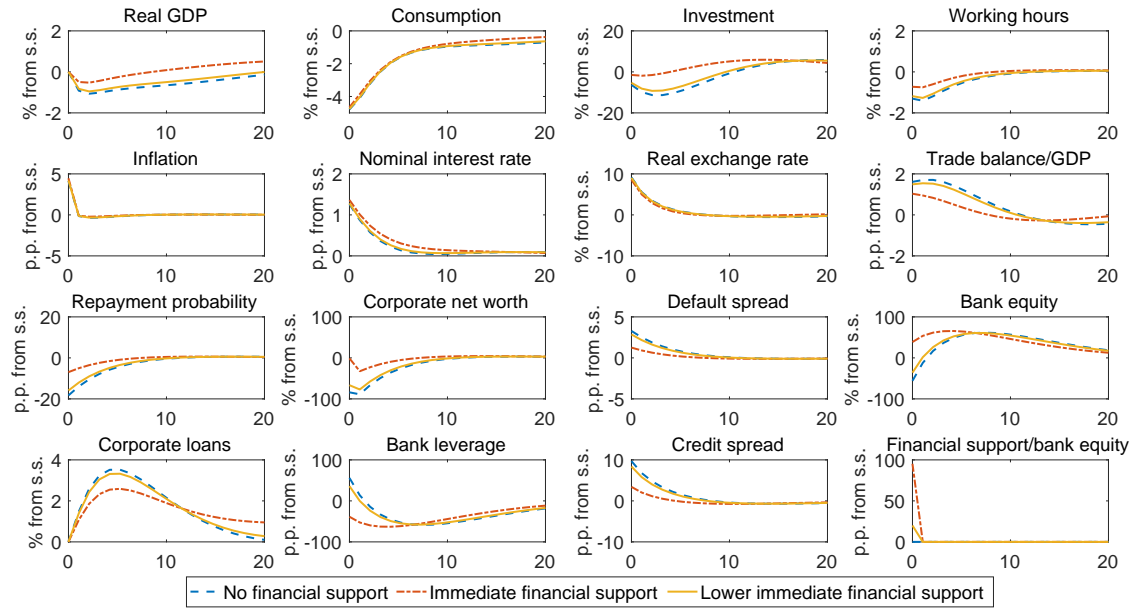 Real GDP
Consumption
Investment
Working hours
% from s.s.
2
0
-2
0 10 20
0
-2
-4
0 10 20
20
0
-20
0 10 20
2
0
-2
0 10 20
Inflation
Nominal interest rate
Real exchange rate
Trade balance/GDP
p.p. from s.s.
5
0
-5
0 10 20
p.p. from s.s.
2
1
0
0 10 20
% from s.s.
10
0
-10
0 10 20
p.p. from s.s.
2
0
-2
0 10 20
Repayment probability
Corporate net worth
Default spread
Bank equity
p.p. from s.s.
20
0
-20
0 10 20
% from s.s.
100
0
-100
0 10 20
p.p. from s.s.
5
0
-5
0 10 20
% from s.s.
100
0
-100
0 10 20
Corporate loans
Bank leverage
Credit spread
Financial support/bank equity
% from s.s.
4
2
0
0 10 20
% from s.s.
100
0
-100
0 10 20
p.p. from s.s.
10
0
-10
0 10 20
p.p. from s.s.
100
50
0
0 10 20
No financial support
Immediate financial support
Lower immediate financial support